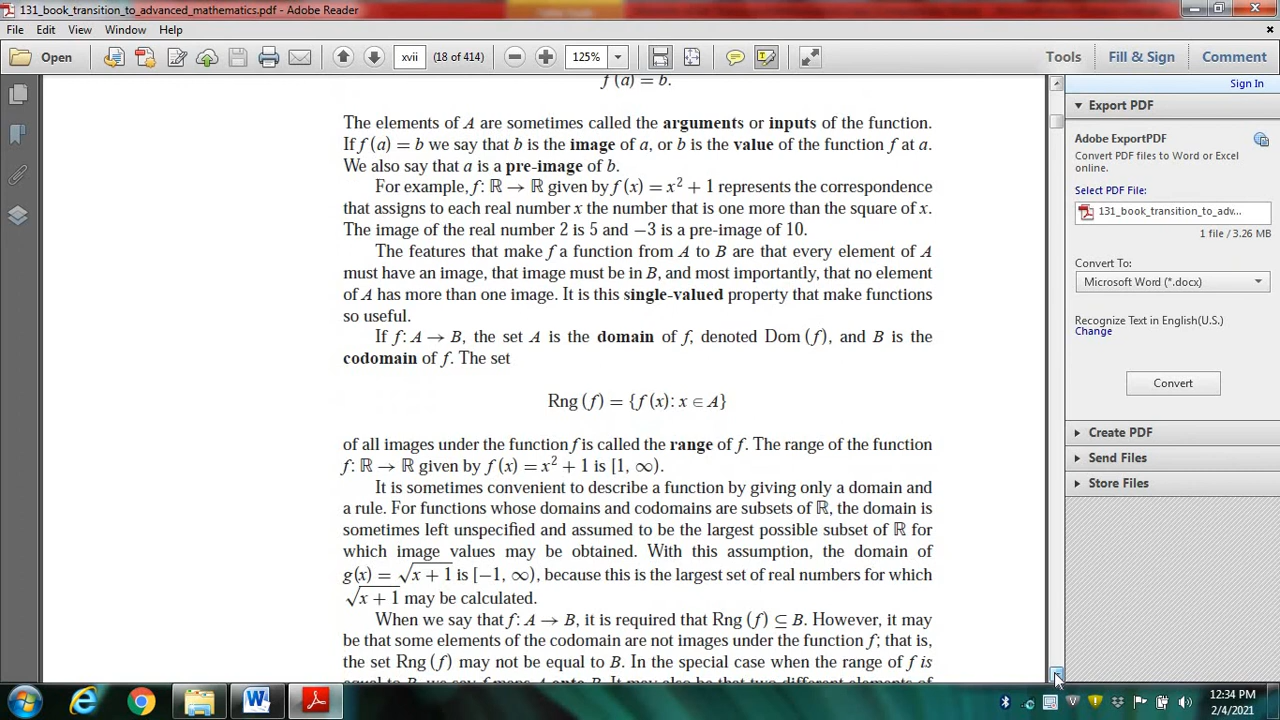 131_book_transition_to_advanced_mathematics.pdf - Adobe Reader
File Edit View Window Help
Open xvii (18 of 414) 125% Tools Fill & Sign Comment
Sign In
f (a) = b.
The elements of A are sometimes called the arguments or inputs of the function.
If f (a) = b we say that b is the image of a, or b is the value of the function f at a.
We also say that a is a pre-image of b.
For example, f: ℝ → ℝ given by f (x) = x² + 1 represents the correspondence
that assigns to each real number x the number that is one more than the square of x.
The image of the real number 2 is 5 and −3 is a pre-image of 10.
The features that make f a function from A to B are that every element of A
must have an image, that image must be in B, and most importantly, that no element
of A has more than one image. It is this single-valued property that make functions
so useful.
If f: A → B, the set A is the domain of f, denoted Dom (f), and B is the
codomain of f. The set
Rng (f) = {f (x): x ∈ A}
of all images under the function f is called the range of f. The range of the function
f: ℝ → ℝ given by f (x) = x² + 1 is [1, ∞).
It is sometimes convenient to describe a function by giving only a domain and
a rule. For functions whose domains and codomains are subsets of ℝ, the domain is
sometimes left unspecified and assumed to be the largest possible subset of ℝ for
which image values may be obtained. With this assumption, the domain of
g(x) = √x + 1 is [−1, ∞), because this is the largest set of real numbers for which
√x + 1 may be calculated.
When we say that f: A → B, it is required that Rng (f) ⊆ B. However, it may
be that some elements of the codomain are not images under the function f; that is,
the set Rng (f) may not be equal to B. In the special case when the range of f is
equal to B, we say f maps A onto B. It may also be that two different elements of
Export PDF
Adobe ExportPDF
Convert PDF files to Word or Excel
online.
Select PDF File:
131_book_transition_to_adv...
1 file / 3.26 MB
Convert To:
Microsoft Word (*.docx)
Recognize Text in English(U.S.)
Change
Convert
Create PDF
Send Files
Store Files
12:34 PM
2/4/2021